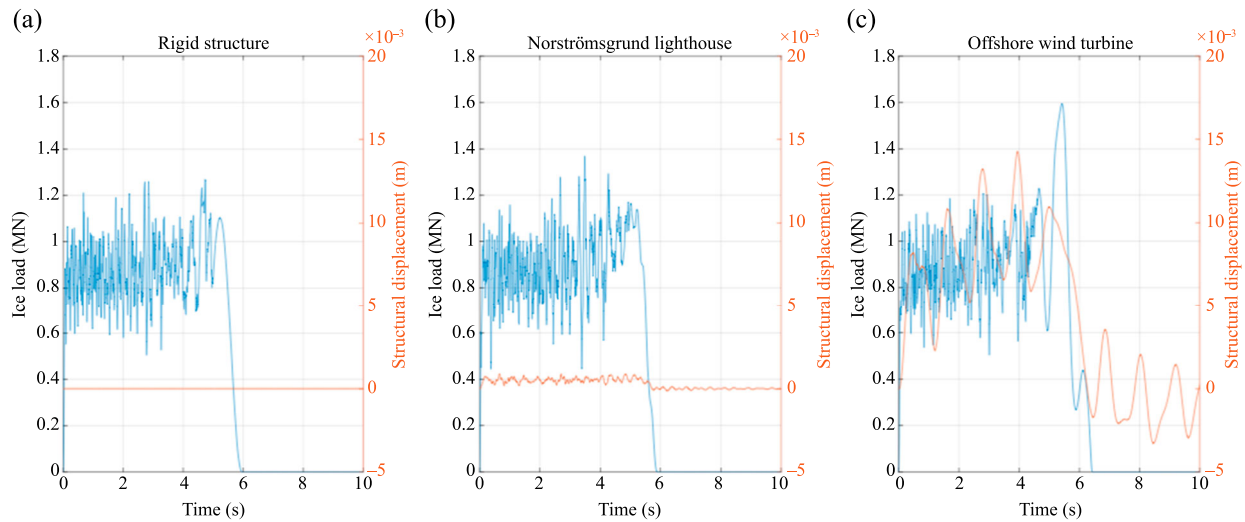 (a)
Rigid structure
×10⁻³
1.8
1.6
1.4
1.2
1
0.8
0.6
0.4
0.2
0
Ice load (MN)
20
15
10
5
0
–5
Structural displacement (m)
0 2 4 6 8 10
Time (s)
(b)
Norströmsgrund lighthouse
×10⁻³
1.8
1.6
1.4
1.2
1
0.8
0.6
0.4
0.2
0
Ice load (MN)
20
15
10
5
0
–5
Structural displacement (m)
0 2 4 6 8 10
Time (s)
(c)
Offshore wind turbine
×10⁻³
1.8
1.6
1.4
1.2
1
0.8
0.6
0.4
0.2
0
Ice load (MN)
20
15
10
5
0
–5
Structural displacement (m)
0 2 4 6 8 10
Time (s)